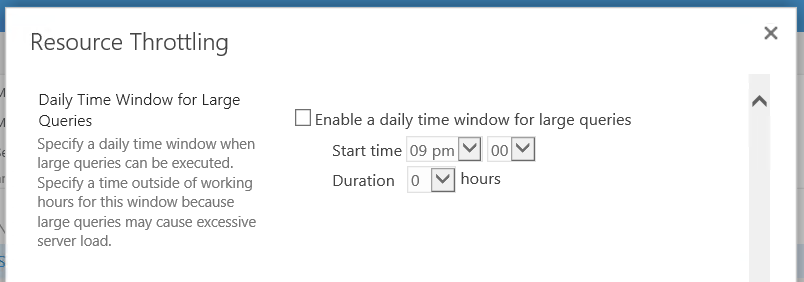 Resource Throttling
Daily Time Window for Large
Queries
Specify a daily time window when
large queries can be executed.
Specify a time outside of working
hours for this window because
large queries may cause excessive
server load.
Enable a daily time window for large queries
Start time 09 pm 00
Duration 0 hours